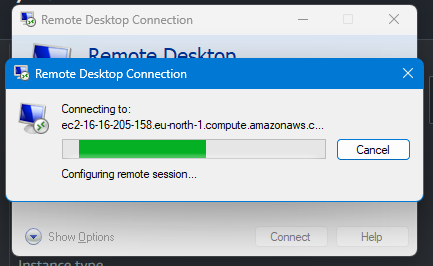 Remote Desktop Connection
Remote Desktop
Remote Desktop Connection
Connecting to:
ec2-16-16-205-158.eu-north-1.compute.amazonaws.c...
Cancel
Configuring remote session...
Show Options
Connect
Help
Instance type